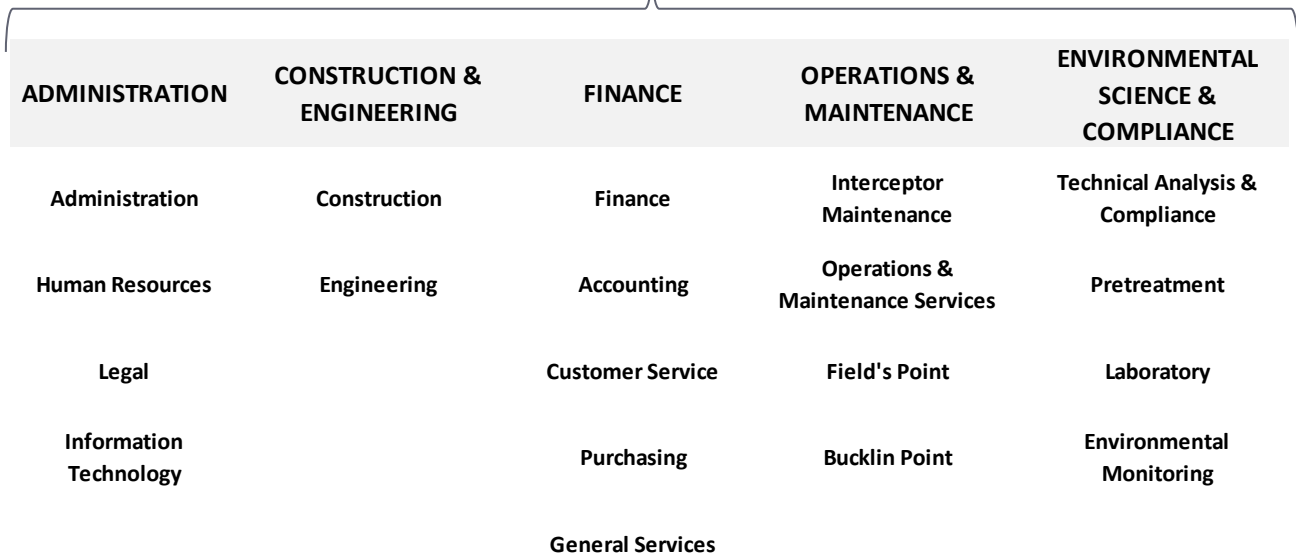 ADMINISTRATION
CONSTRUCTION &
ENGINEERING
FINANCE
OPERATIONS &
MAINTENANCE
ENVIRONMENTAL
SCIENCE &
COMPLIANCE
Administration
Construction
Finance
Interceptor
Maintenance
Technical Analysis &
Compliance
Human Resources
Engineering
Accounting
Operations &
Maintenance Services
Pretreatment
Legal
Customer Service
Field's Point
Laboratory
Information
Technology
Purchasing
Bucklin Point
Environmental
Monitoring
General Services